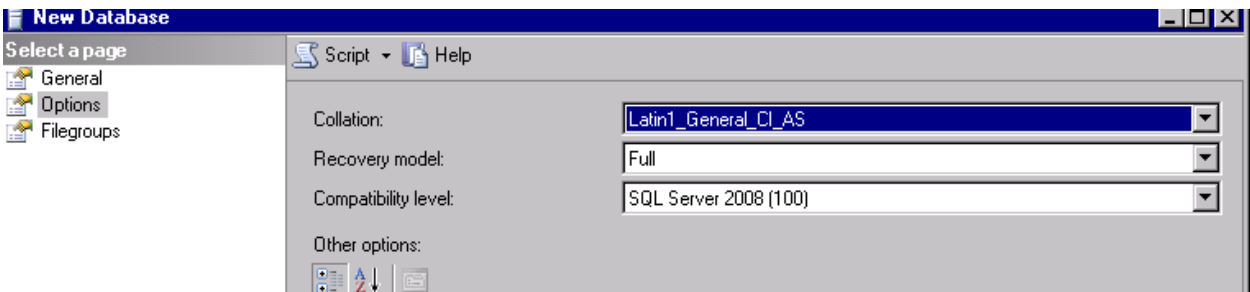 New Database
Select a page
General
Options
Filegroups
Script Help
Collation: Latin1_General_CI_AS
Recovery model: Full
Compatibility level: SQL Server 2008 (100)
Other options: